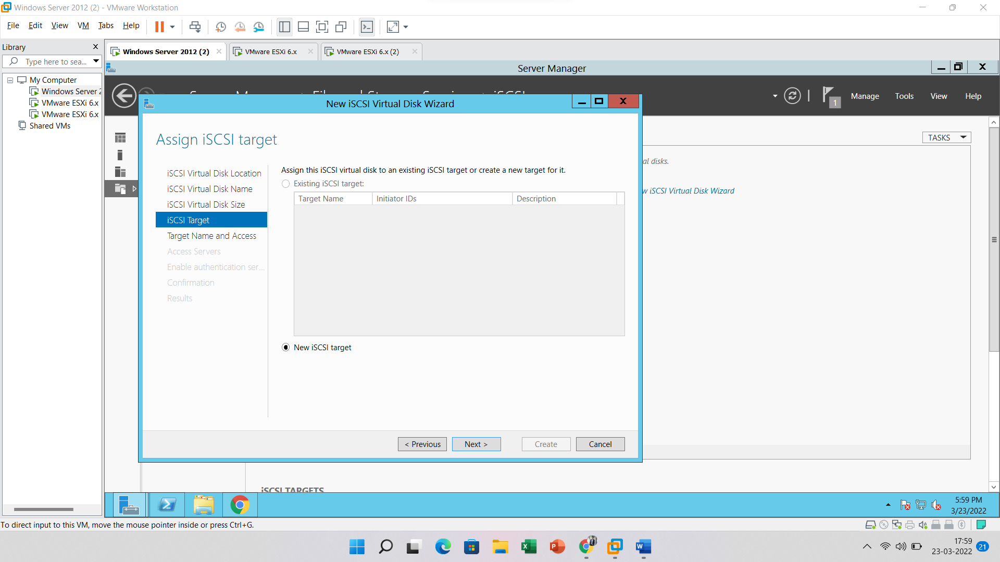 Windows Server 2012 (2) - VMware Workstation
File Edit View VM Tabs Help
Library
Type here to sea...
My Computer
Windows Server 2
VMware ESXi 6.x
VMware ESXi 6.x
Shared VMs
Windows Server 2012 (2)
VMware ESXi 6.x
VMware ESXi 6.x (2)
Server Manager
1
Manage Tools View Help
New iSCSI Virtual Disk Wizard
Assign iSCSI target
iSCSI Virtual Disk Location
iSCSI Virtual Disk Name
iSCSI Virtual Disk Size
iSCSI Target
Target Name and Access
Access Servers
Enable authentication ser...
Confirmation
Results
Assign this iSCSI virtual disk to an existing iSCSI target or create a new target for it.
Existing iSCSI target:
Target Name Initiator IDs Description
New iSCSI target
< Previous Next > Create Cancel
TASKS
al disks.
w iSCSI Virtual Disk Wizard
iSCSI TARGETS
5:59 PM
3/23/2022
To direct input to this VM, move the mouse pointer inside or press Ctrl+G.
17:59
23-03-2022
21